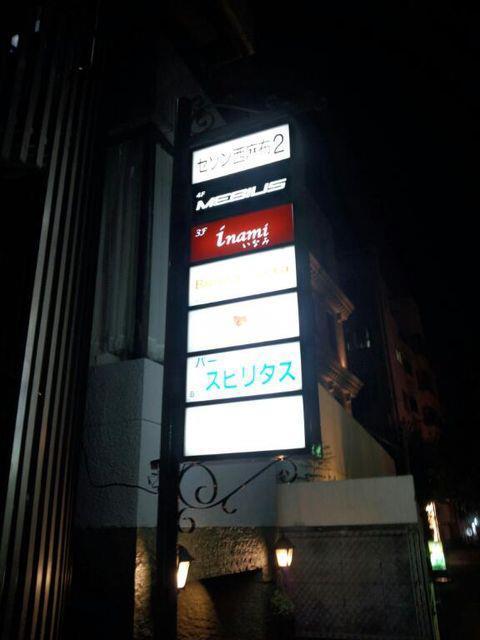 セソン西麻布2
4F
MEBIUS
3F
inami
いなみ
バー
B
スピリタス